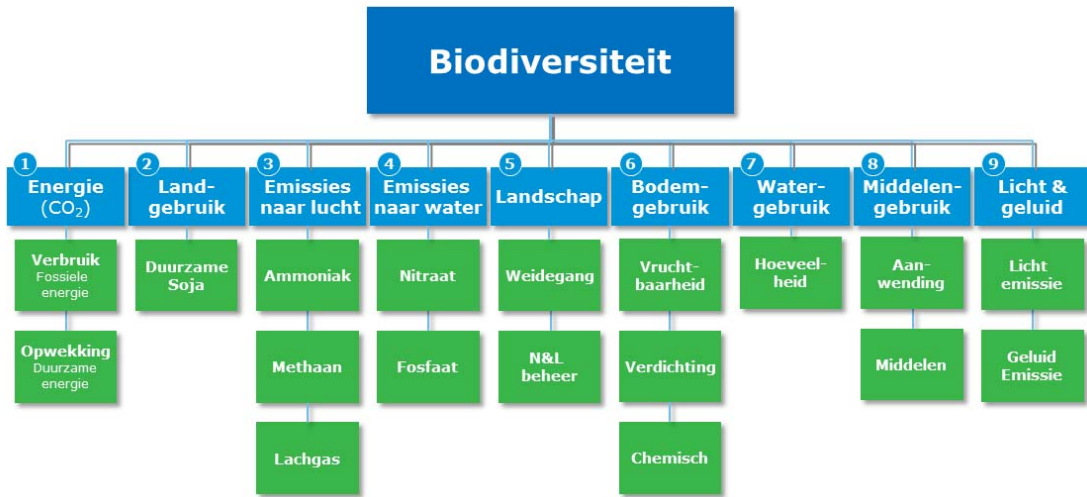 Biodiversiteit
1
Energie
(CO₂)
2
Land-
gebruik
3
Emissies
naar lucht
4
Emissies
naar water
5
Landschap
6
Bodem-
gebruik
7
Water-
gebruik
8
Middelen-
gebruik
9
Licht &
geluid
Verbruik
Fossiele
energie
Duurzame
Soja
Ammoniak
Nitraat
Weidegang
Vrucht-
baarheid
Hoeveel-
heid
Aan-
wending
Licht
emissie
Opwekking
Duurzame
energie
Methaan
Fosfaat
N&L
beheer
Verdichting
Middelen
Geluid
Emissie
Lachgas
Chemisch